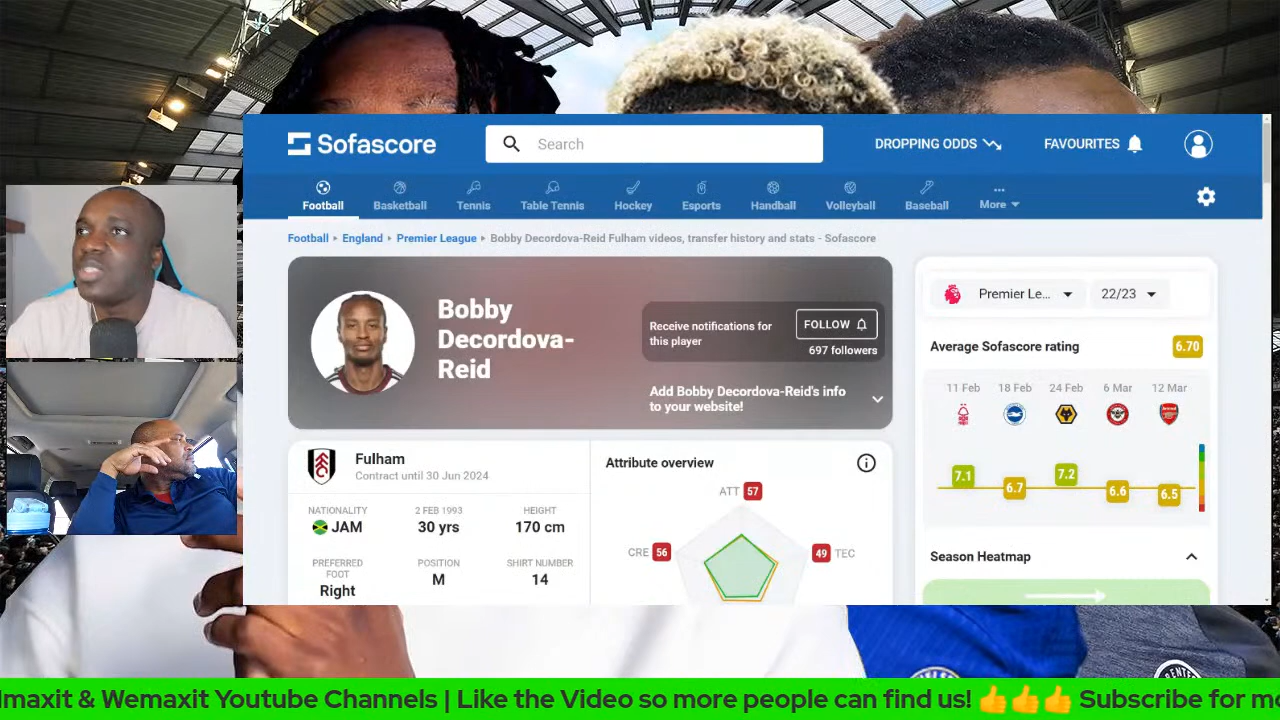 Sofascore
Search
DROPPING ODDS
FAVOURITES
Football
Basketball
Tennis
Table Tennis
Hockey
Esports
Handball
Volleyball
Baseball
More
Football ‣ England ‣ Premier League ‣ Bobby Decordova-Reid Fulham videos, transfer history and stats - Sofascore
Bobby
Decordova-
Reid
Receive notifications for
this player
FOLLOW
697 followers
Add Bobby Decordova-Reid's info
to your website!
Fulham
Contract until 30 Jun 2024
NATIONALITY
JAM
2 FEB 1993
30 yrs
HEIGHT
170 cm
PREFERRED
FOOT
Right
POSITION
M
SHIRT NUMBER
14
Attribute overview
ATT 57
CRE 56
49 TEC
Premier Le...
22/23
Average Sofascore rating
6.70
11 Feb
18 Feb
24 Feb
6 Mar
12 Mar
7.1
6.7
7.2
6.6
6.5
Season Heatmap
lmaxit & Wemaxit Youtube Channels | Like the Video so more people can find us! 👍👍👍 Subscribe for mo